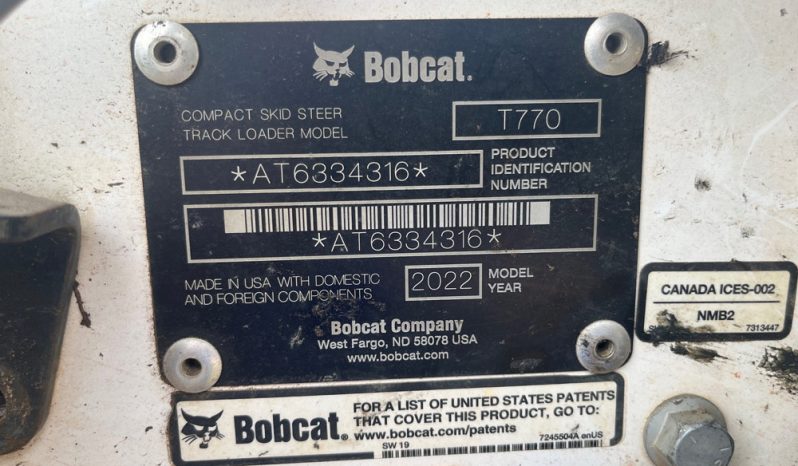 Bobcat.
COMPACT SKID STEER
TRACK LOADER MODEL
T770
*AT6334316*
PRODUCT
IDENTIFICATION
NUMBER
*AT6334316*
MADE IN USA WITH DOMESTIC
AND FOREIGN COMPONENTS
2022
MODEL
YEAR
Bobcat Company
West Fargo, ND 58078 USA
www.bobcat.com
CANADA ICES-002
NMB2
7313447
Bobcat.
FOR A LIST OF UNITED STATES PATENTS
THAT COVER THIS PRODUCT, GO TO:
www.bobcat.com/patents
SW 19
7245504A enUS